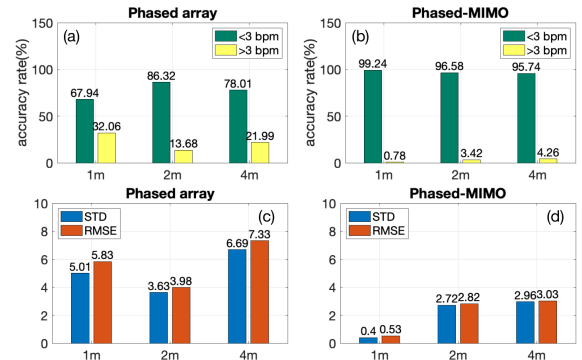 Phased array
(a)
<3 bpm
>3 bpm
accuracy rate(%)
150
100
50
0
67.94
32.06
86.32
13.68
78.01
21.99
1m
2m
4m
Phased-MIMO
(b)
<3 bpm
>3 bpm
accuracy rate(%)
150
100
50
0
99.24
0.78
96.58
3.42
95.74
4.26
1m
2m
4m
Phased array
STD
RMSE
(c)
10
8
6
4
2
0
5.01
5.83
3.63
3.98
6.69
7.33
1m
2m
4m
Phased-MIMO
STD
RMSE
(d)
10
8
6
4
2
0
0.4
0.53
2.72
2.82
2.96
3.03
1m
2m
4m